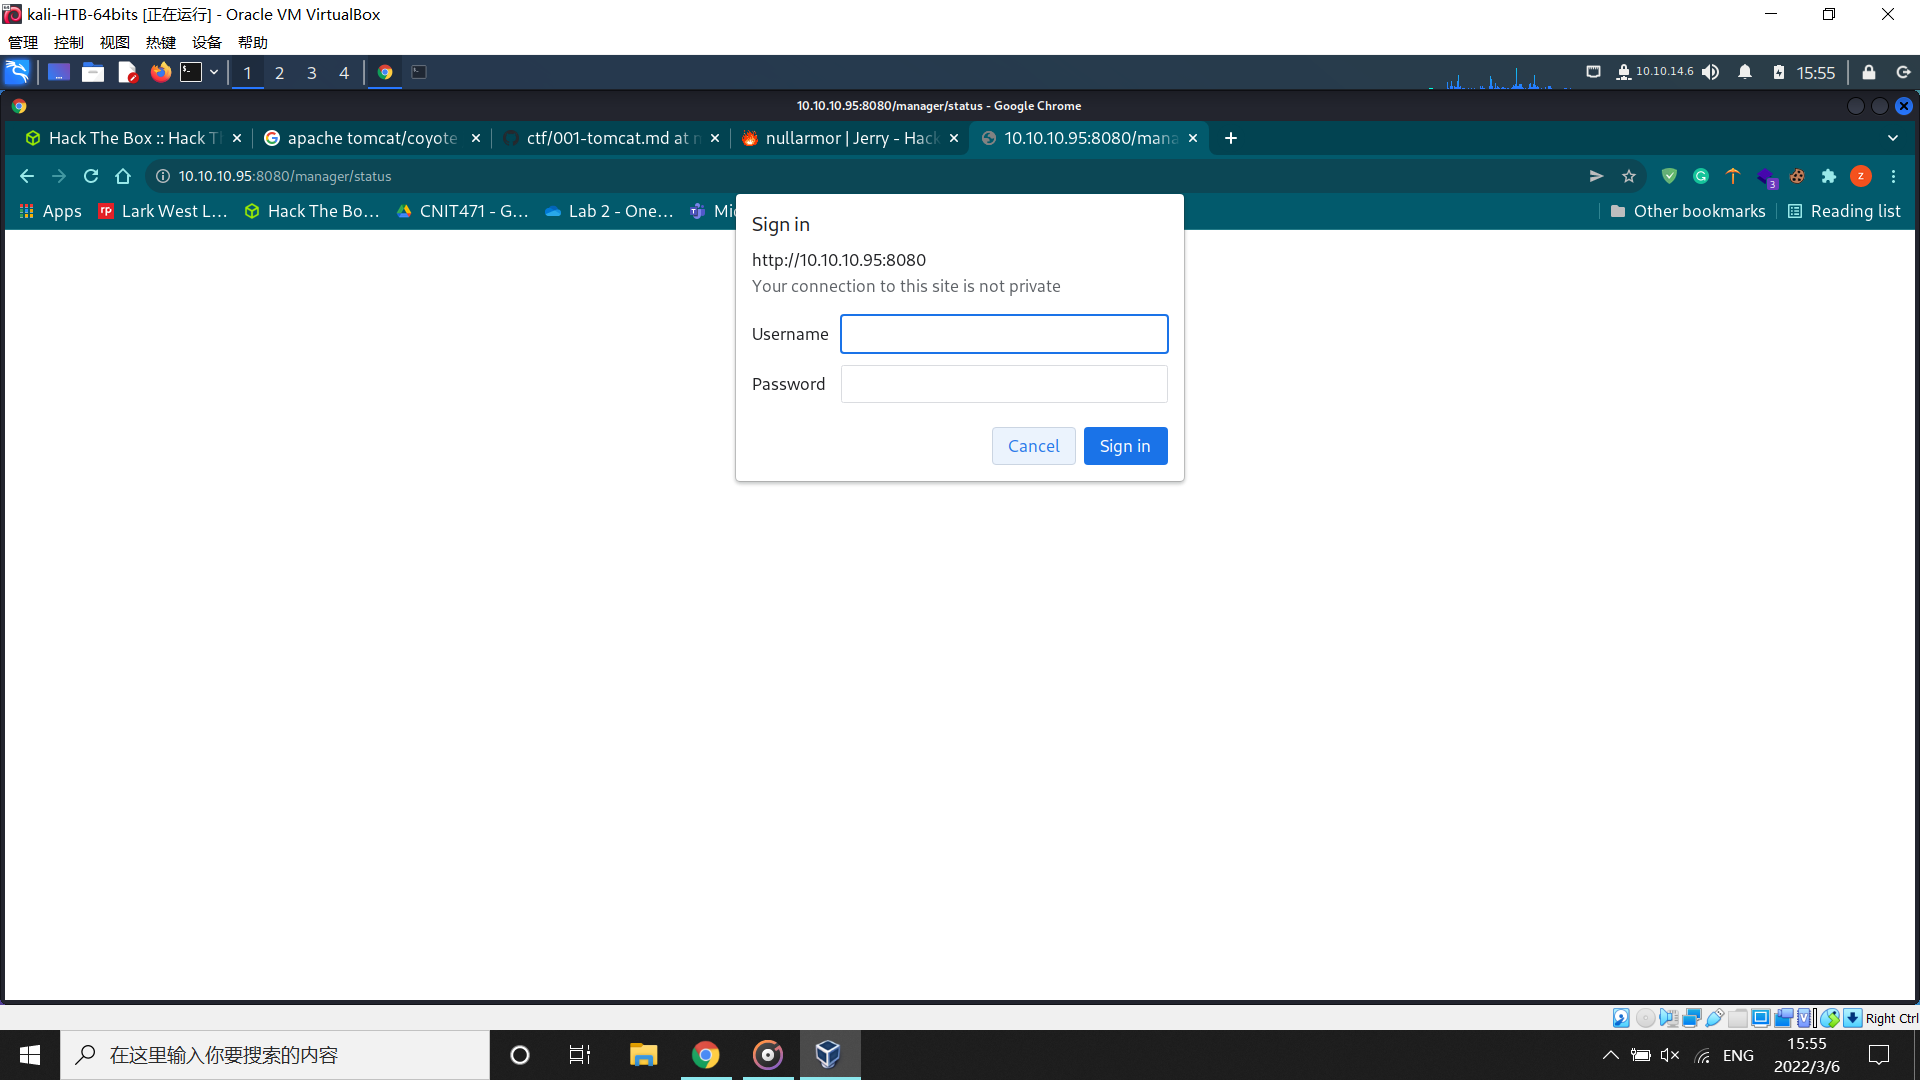 kali-HTB-64bits [正在运行] - Oracle VM VirtualBox
管理 控制 视图 热键 设备 帮助
1 2 3 4 10.10.14.6 15:55
10.10.10.95:8080/manager/status - Google Chrome
Hack The Box :: Hack Th apache tomcat/coyote ctf/001-tomcat.md at nullarmor | Jerry - Hack 10.10.10.95:8080/mana
10.10.10.95:8080/manager/status 3 z
Apps rp Lark West L... Hack The Bo... CNIT471 - G... Lab 2 - One... Other bookmarks Reading list
Sign in
http://10.10.10.95:8080
Your connection to this site is not private
Username
Password
Cancel Sign in
Right Ctrl
在这里输入你要搜索的内容 ENG 15:55
2022/3/6